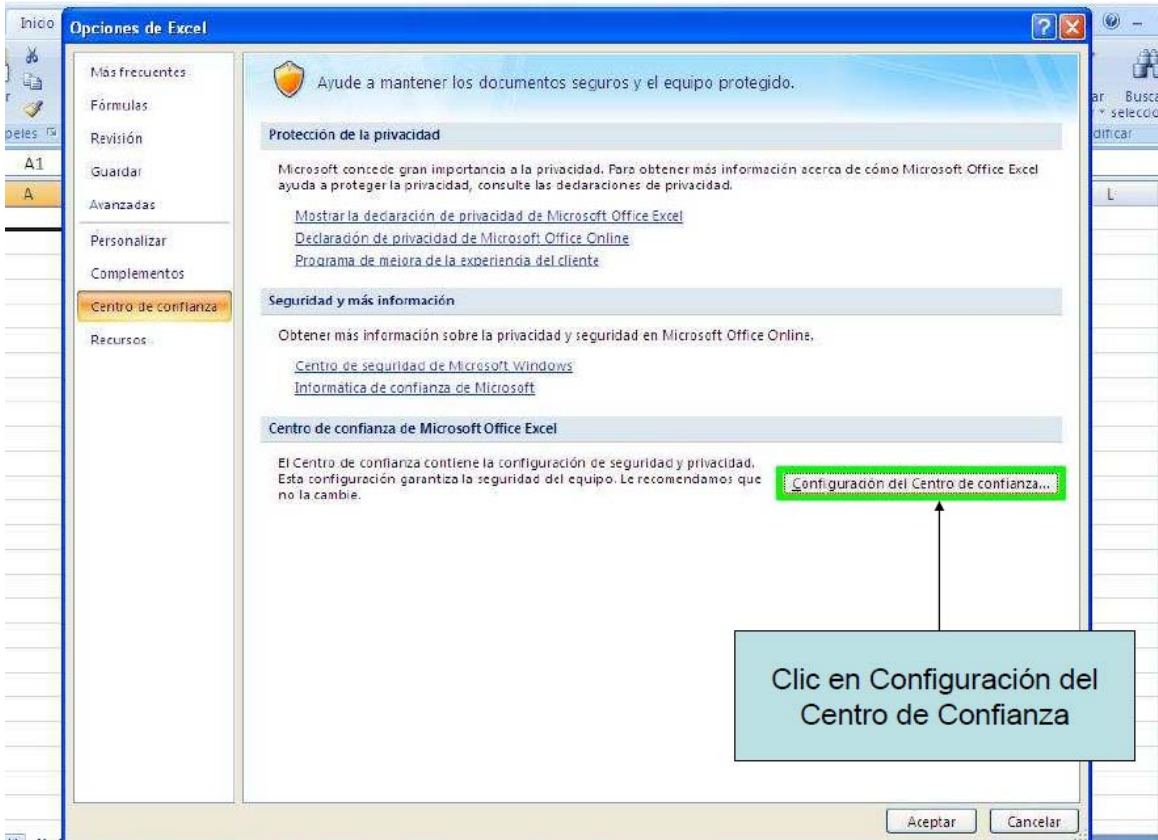 Inicio
Opciones de Excel
Más frecuentes
Fórmulas
Revisión
Guardar
Avanzadas
Personalizar
Complementos
Centro de confianza
Recursos
Ayude a mantener los documentos seguros y el equipo protegido.
Protección de la privacidad
Microsoft concede gran importancia a la privacidad. Para obtener más información acerca de cómo Microsoft Office Excel
ayuda a proteger la privacidad, consulte las declaraciones de privacidad.
Mostrar la declaración de privacidad de Microsoft Office Excel
Declaración de privacidad de Microsoft Office Online
Programa de mejora de la experiencia del cliente
Seguridad y más información
Obtener más información sobre la privacidad y seguridad en Microsoft Office Online.
Centro de seguridad de Microsoft Windows
Informática de confianza de Microsoft
Centro de confianza de Microsoft Office Excel
El Centro de confianza contiene la configuración de seguridad y privacidad.
Esta configuración garantiza la seguridad del equipo. Le recomendamos que
no la cambie.
Configuración del Centro de confianza...
Clic en Configuración del
Centro de Confianza
Aceptar
Cancelar
peles
A1
A
ar Busca
selecció
dificar
L